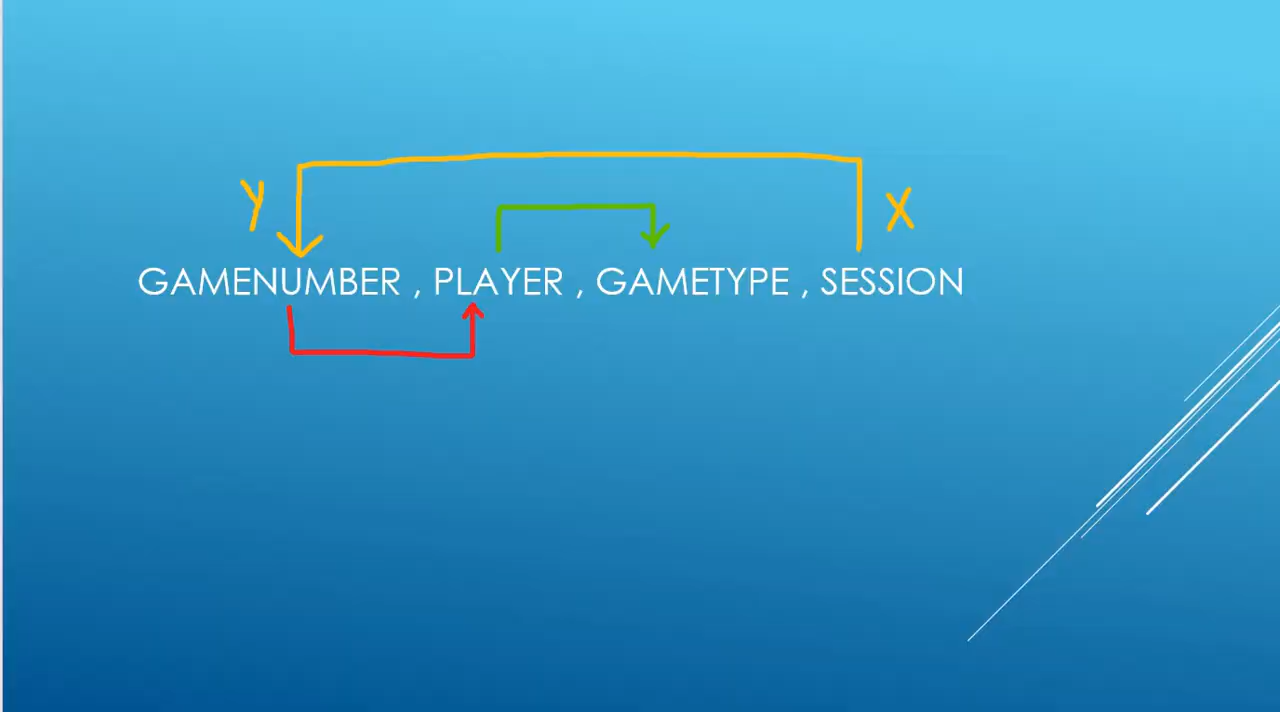 Y X
GAMENUMBER , PLAYER , GAMETYPE , SESSION